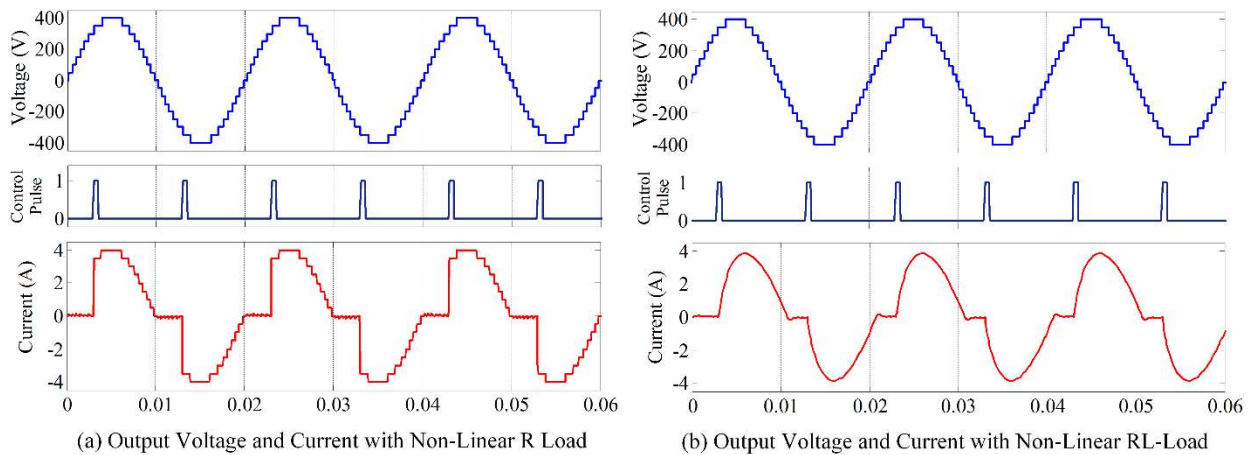 400
200
0
-200
-400
Voltage (V)
1
0
Control
Pulse
4
2
0
-2
-4
Current (A)
0 0.01 0.02 0.03 0.04 0.05 0.06
(a) Output Voltage and Current with Non-Linear R Load
400
200
0
-200
-400
Voltage (V)
1
0
Control
Pulse
4
2
0
-2
-4
Current (A)
0 0.01 0.02 0.03 0.04 0.05 0.06
(b) Output Voltage and Current with Non-Linear RL-Load